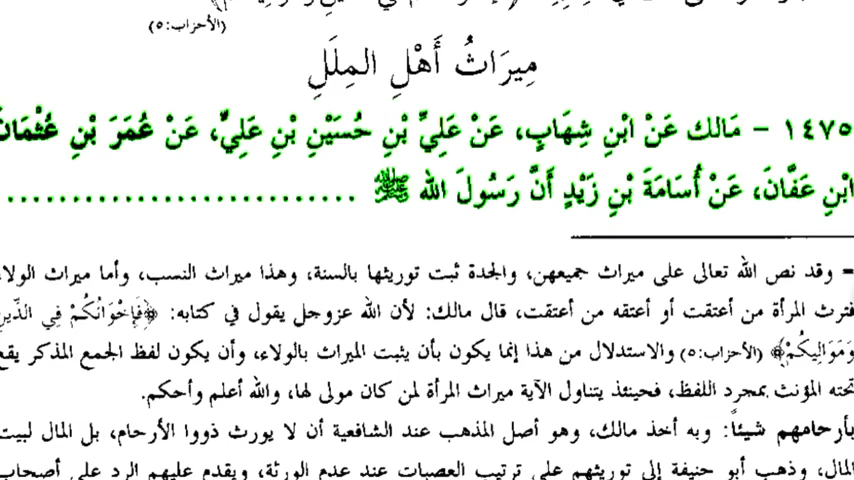 (الأحزاب:٥)
مِيرَاثُ أَهْلِ المِلَلِ
١٤٧٥ – مَالك عَنْ ابْنِ شِهَابٍ، عَنْ عَلِيِّ بْنِ حُسَيْنِ بْنِ عَلِيٍّ، عَنْ عُمَرَ بْنِ عُثْمَانَ
ابْنِ عَفَّانَ، عَنْ أُسَامَةَ بْنِ زَيْدٍ أَنَّ رَسُولَ الله ﷺ ...........................
= وقد نص الله تعالى على ميراث جميعهن، والجدة ثبت توريثها بالسنة، وهذا ميراث النسب، وأما ميراث الولاء
فترث المرأة من أعتقت أو أعتقه من أعتقت، قال مالك: لأن الله عزوجل يقول في كتابه: ﴿فَإِخْوَانُكُمْ فِي الدِّينِ
وَمَوَالِيكُمْ﴾ (الأحزاب:٥) والاستدلال من هذا إنما يكون بأن يثبت الميراث بالولاء، وأن يكون لفظ الجمع المذكر يقع
تحته المؤنث بمجرد اللفظ، فحينئذ يتناول الآية ميراث المرأة لمن كان مولى لها، والله أعلم وأحكم.
بأرحامهم شيئاً: وبه أخذ مالك، وهو أصل المذهب عند الشافعية أن لا يورث ذووا الأرحام، بل المال لبيت
المال، وذهب أبو حنيفة إلى توريثهم على ترتيب العصبات عند عدم الورثة، ويقدم عليهم الرد على أصحاب